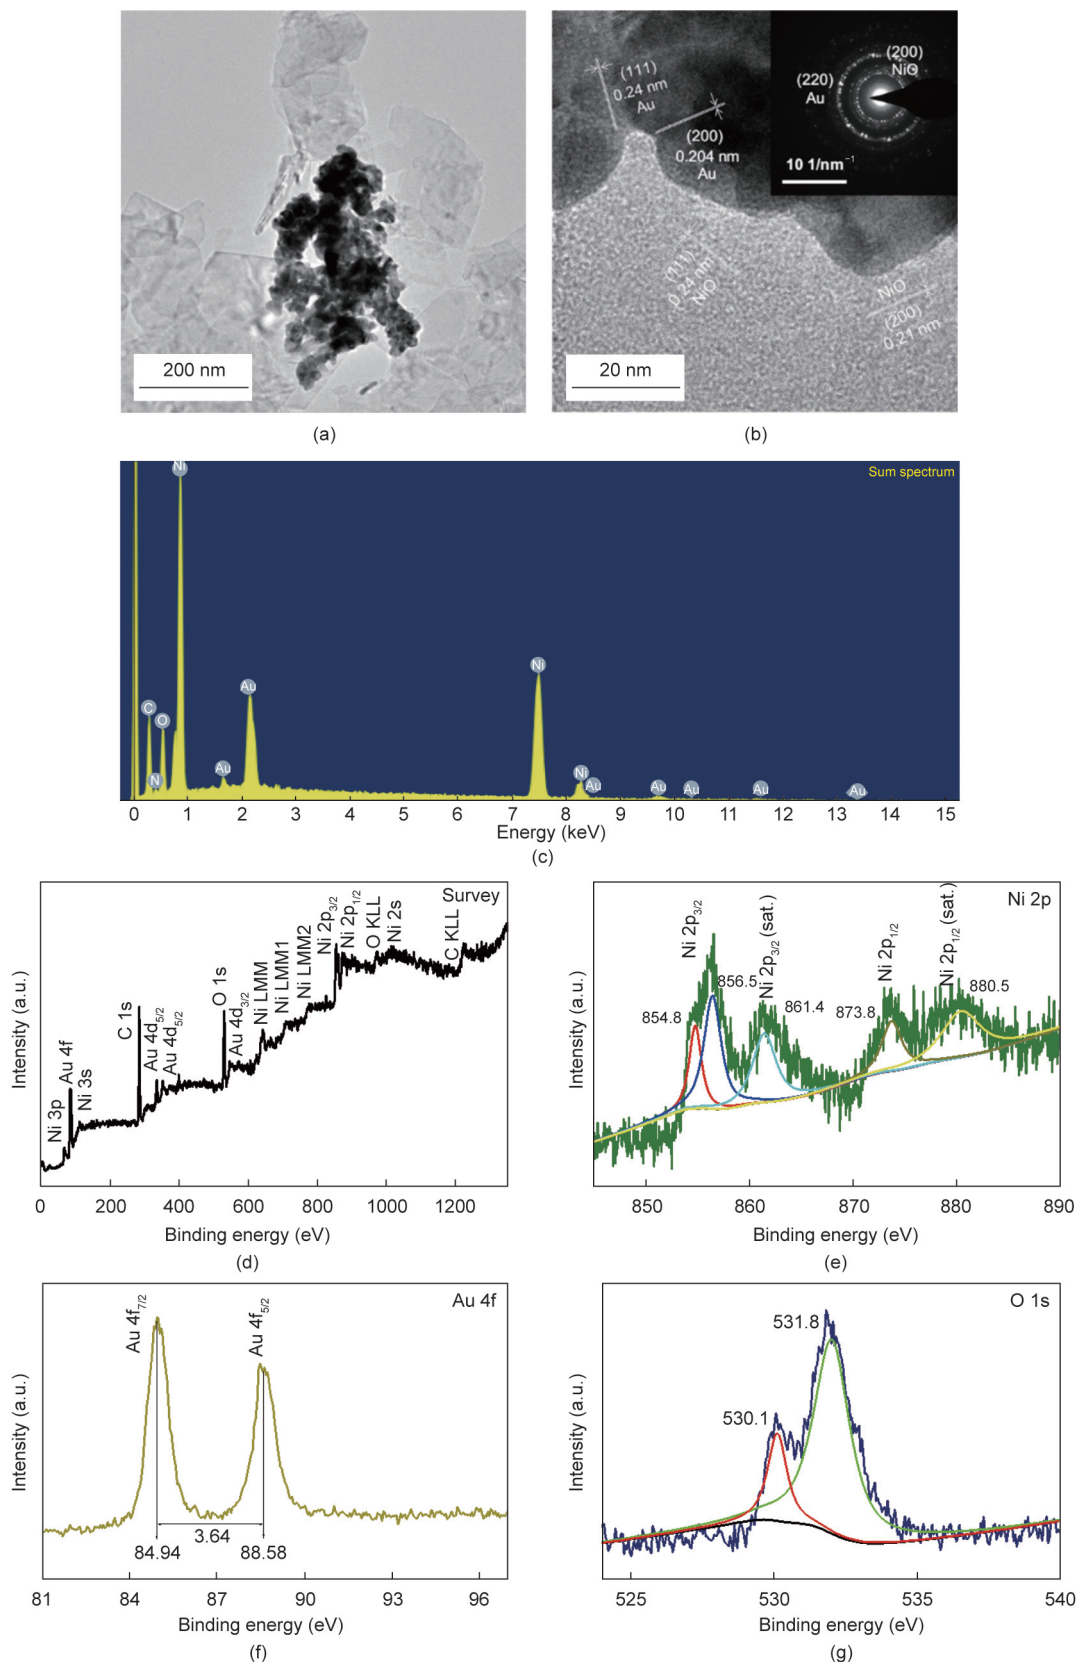 200 nm
(a)
(111)
0.24 nm
Au
(200)
0.204 nm
Au
(111)
0.24 nm
NiO
NiO
(200)
0.21 nm
(200)
NiO
(220)
Au
10 1/nm⁻¹
20 nm
(b)
Sum spectrum
Ni
C
O
N
Au
Au
Ni
Ni
Au
Au
Au
Au
Au
0 1 2 3 4 5 6 7 8 9 10 11 12 13 14 15
Energy (keV)
(c)
Survey
Intensity (a.u.)
Ni 3p
Au 4f
Ni 3s
C 1s
Au 4d5/2
Au 4d5/2
O 1s
Au 4d3/2
Ni LMM
Ni LMM1
Ni LMM2
Ni 2p3/2
Ni 2p1/2
O KLL
Ni 2s
C KLL
0 200 400 600 800 1000 1200
Binding energy (eV)
(d)
Ni 2p
Intensity (a.u.)
Ni 2p3/2
Ni 2p3/2 (sat.)
Ni 2p1/2
Ni 2p1/2 (sat.)
854.8
856.5
861.4
873.8
880.5
850 860 870 880 890
Binding energy (eV)
(e)
Au 4f
Intensity (a.u.)
Au 4f7/2
Au 4f5/2
3.64
84.94 88.58
81 84 87 90 93 96
Binding energy (eV)
(f)
O 1s
Intensity (a.u.)
531.8
530.1
525 530 535 540
Binding energy (eV)
(g)